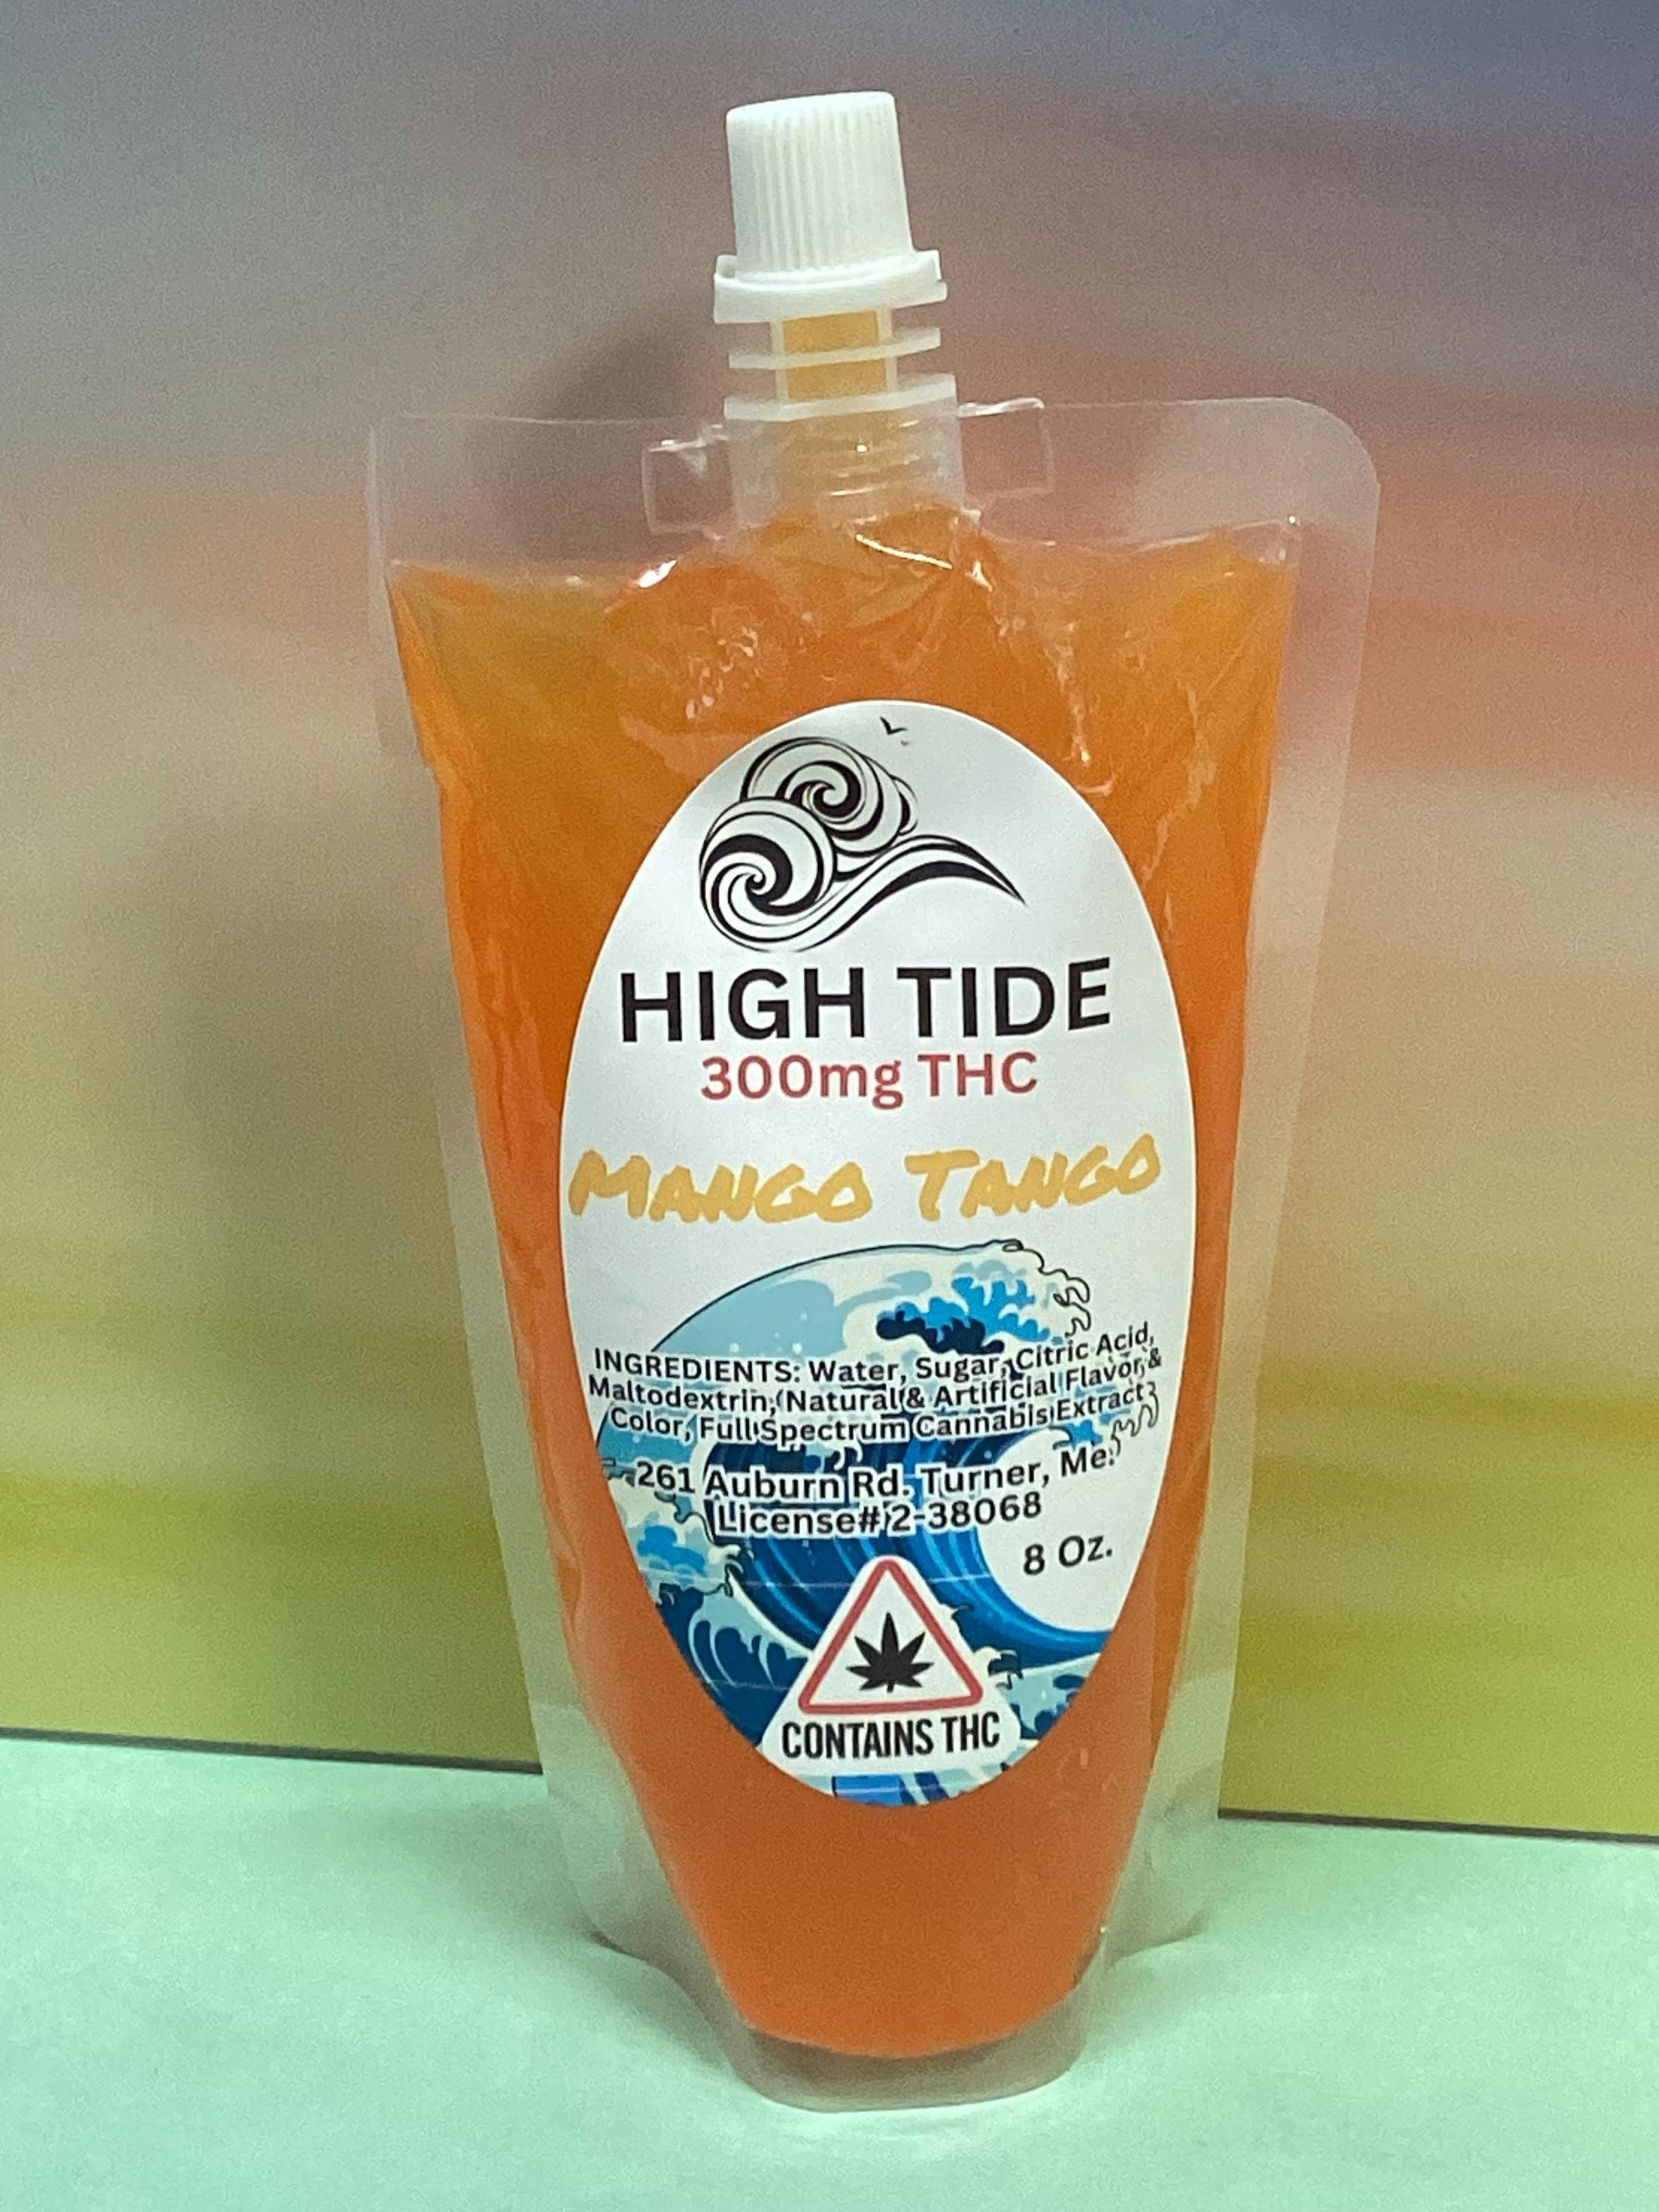 HIGH TIDE
300mg THC
Mango Tango
INGREDIENTS: Water, Sugar, Citric Acid,
Maltodextrin, Natural & Artificial Flavor &
Color, Full Spectrum Cannabis Extract
261 Auburn Rd. Turner, Me.
License# 2-38068
8 Oz.
CONTAINS THC